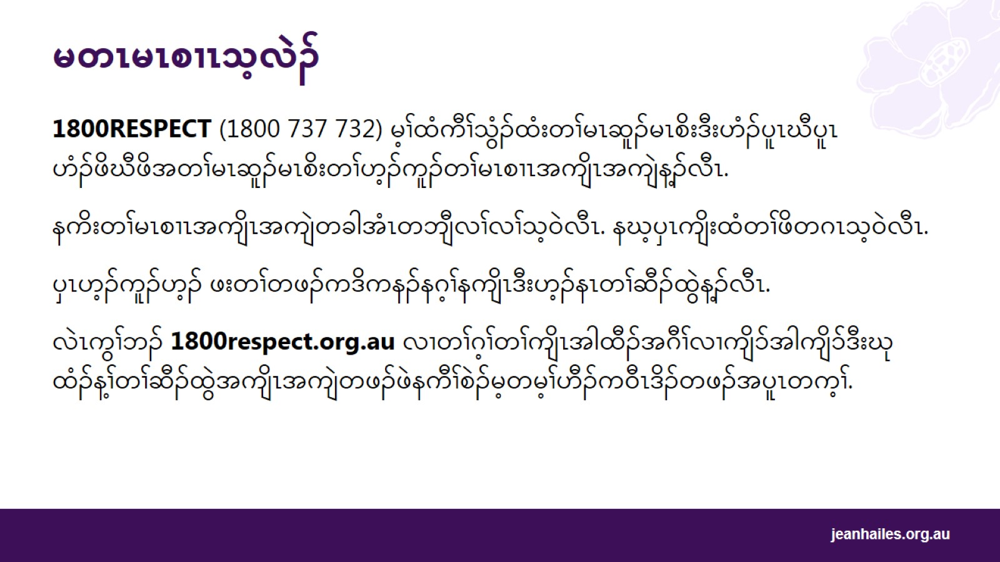 မတၤမၤစၢၤသ့လဲၣ်
1800RESPECT (1800 737 732) မ့ၢ်ထံကီၢ်သွံၣ်ထံးတၢ်မၤဆူၣ်မၤစိးဒီးဟံၣ်ပူၤဃီပူၤ
ဟံၣ်ဖိဃီဖိအတၢ်မၤဆူၣ်မၤစိးတၢ်ဟ့ၣ်ကူၣ်တၢ်မၤစၢၤအကျိၤအကျဲန့ၣ်လီၤ.
နကိးတၢ်မၤစၢၤအကျိၤအကျဲတခါအံၤတဘျီလၢ်လၢ်သ့ဝဲလီၤ. နဃ့ပှၤကျိးထံတၢ်ဖိတဂၤသ့ဝဲလီၤ.
ပှၤဟ့ၣ်ကူၣ်ဟ့ၣ် ဖးတၢ်တဖၣ်ကဒိကနၣ်နဂ့ၢ်နကျိၤဒီးဟ့ၣ်နၤတၢ်ဆီၣ်ထွဲန့ၣ်လီၤ.
လဲၤကွၢ်ဘၣ် 1800respect.org.au လၢတၢ်ဂ့ၢ်တၢ်ကျိၤအါထီၣ်အဂီၢ်လၢကျိာ်အါကျိာ်ဒီးဃု
ထံၣ်န့ၢ်တၢ်ဆီၣ်ထွဲအကျိၤအကျဲတဖၣ်ဖဲနကီၢ်စဲၣ်မ့တမ့ၢ်ဟီၣ်ကဝီၤဒိၣ်တဖၣ်အပူၤတက့ၢ်.
jeanhailes.org.au